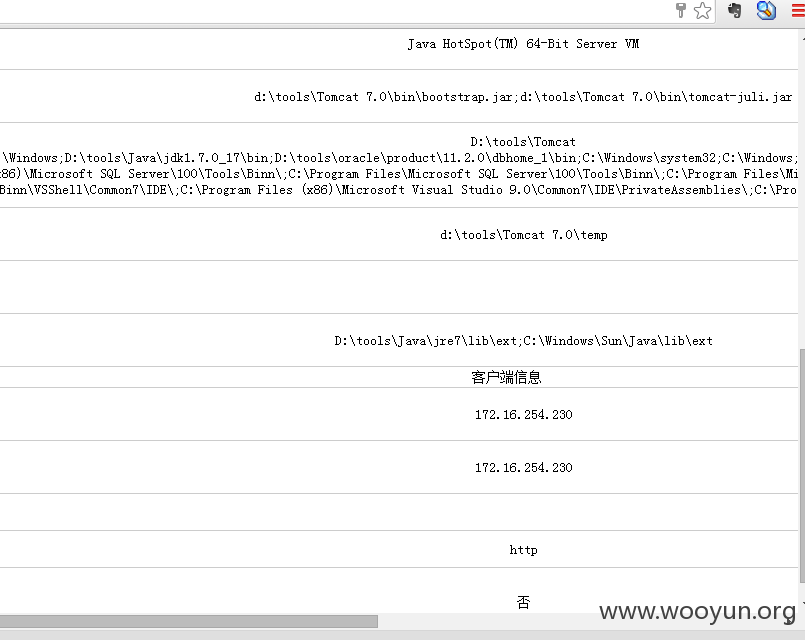 Java HotSpot(TM) 64-Bit Server VM
d:\tools\Tomcat 7.0\bin\bootstrap.jar;d:\tools\Tomcat 7.0\bin\tomcat-juli.jar
D:\tools\Tomcat
\Windows;D:\tools\Java\jdk1.7.0_17\bin;D:\tools\oracle\product\11.2.0\dbhome_1\bin;C:\Windows\system32;C:\Windows;
x86)\Microsoft SQL Server\100\Tools\Binn\;C:\Program Files\Microsoft SQL Server\100\Tools\Binn\;C:\Program Files\Mi
Binn\VSShell\Common7\IDE\;C:\Program Files (x86)\Microsoft Visual Studio 9.0\Common7\IDE\PrivateAssemblies\;C:\Pro
d:\tools\Tomcat 7.0\temp
D:\tools\Java\jre7\lib\ext;C:\Windows\Sun\Java\lib\ext
客户端信息
172.16.254.230
172.16.254.230
http
否
www.wooyun.org